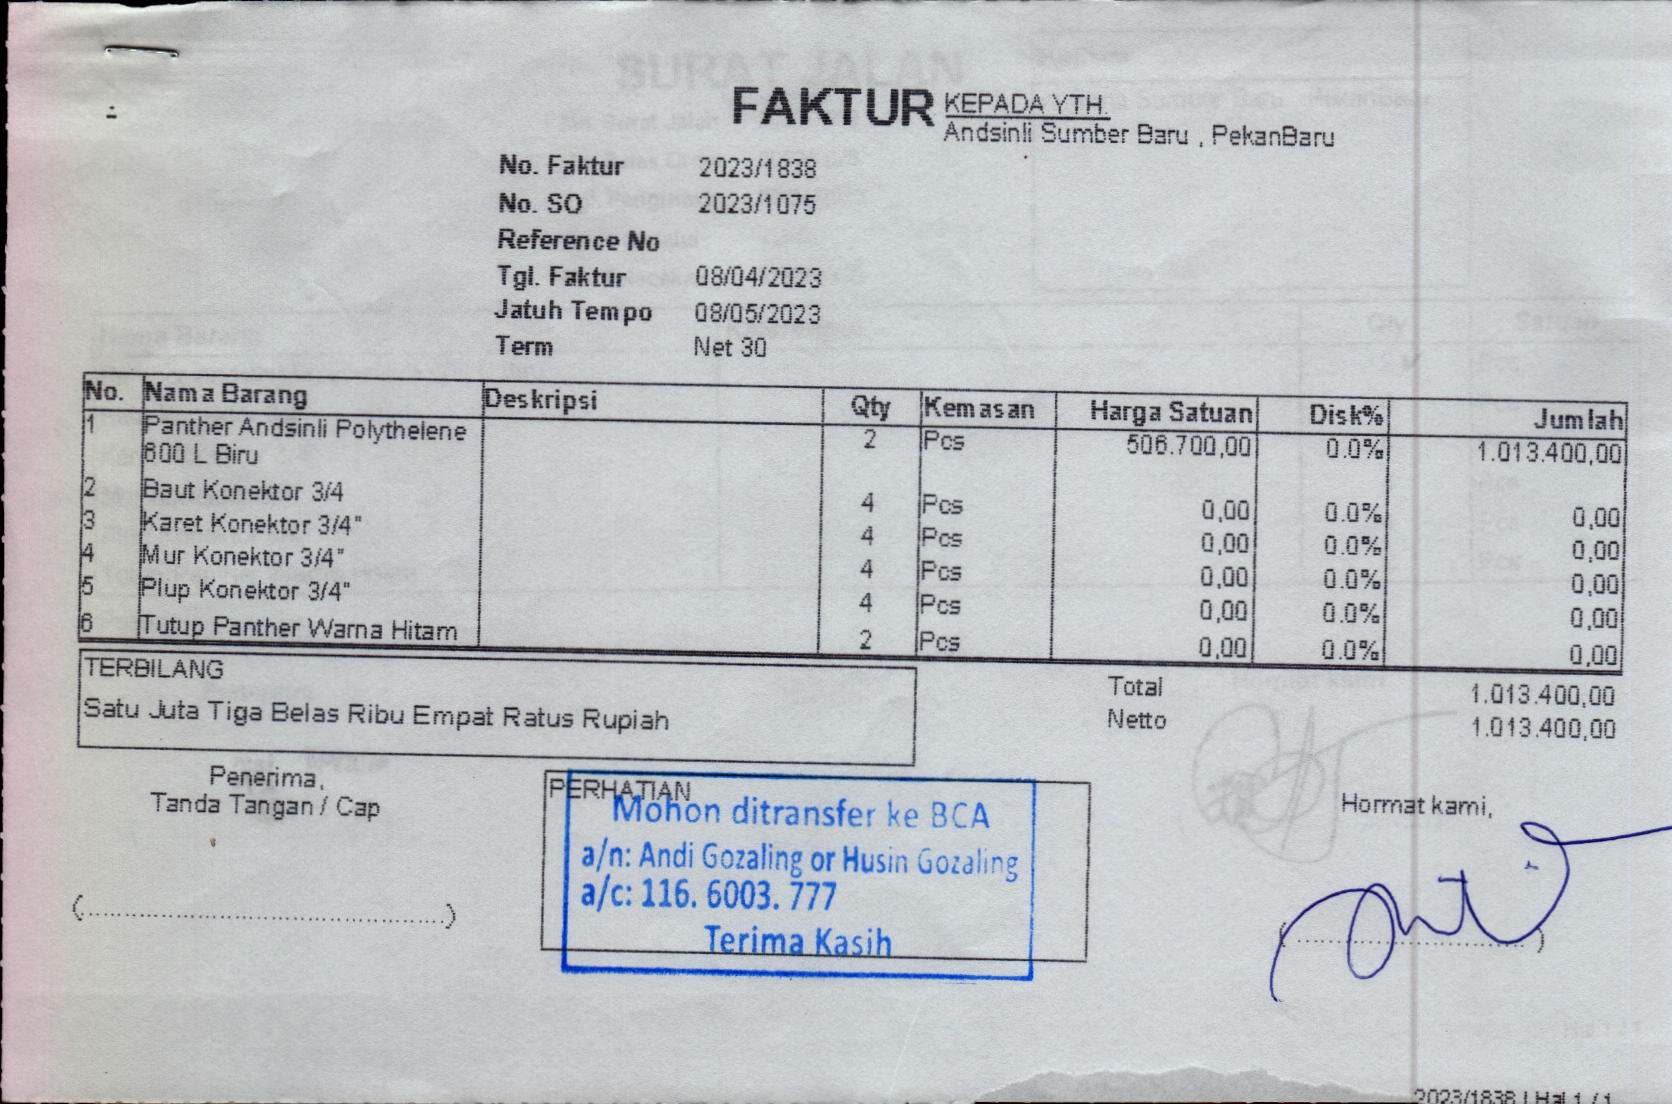 FAKTUR
KEPADA YTH.
Andsinli Sumber Baru , PekanBaru
No. Faktur 2023/1838
No. SO 2023/1075
Reference No
Tgl. Faktur 08/04/2023
Jatuh Tempo 08/05/2023
Term Net 30
No. Nama Barang Deskripsi Qty Kemasan Harga Satuan Disk% Jumlah
1 Panther Andsinli Polythelene 2 Pcs 506.700,00 0.0% 1.013.400,00
600 L Biru
2 Baut Konektor 3/4 4 Pcs 0,00 0.0% 0,00
3 Karet Konektor 3/4" 4 Pcs 0,00 0.0% 0,00
4 Mur Konektor 3/4" 4 Pcs 0,00 0.0% 0,00
5 Plup Konektor 3/4" 4 Pcs 0,00 0.0% 0,00
6 Tutup Panther Warna Hitam 2 Pcs 0,00 0.0% 0,00
TERBILANG
Satu Juta Tiga Belas Ribu Empat Ratus Rupiah
Total 1.013.400,00
Netto 1.013.400,00
Penerima,
Tanda Tangan / Cap
PERHATIAN
Mohon ditransfer ke BCA
a/n: Andi Gozaling or Husin Gozaling
a/c: 116. 6003. 777
Terima Kasih
Hormat kami,
2023/1838 | Hal 1 / 1